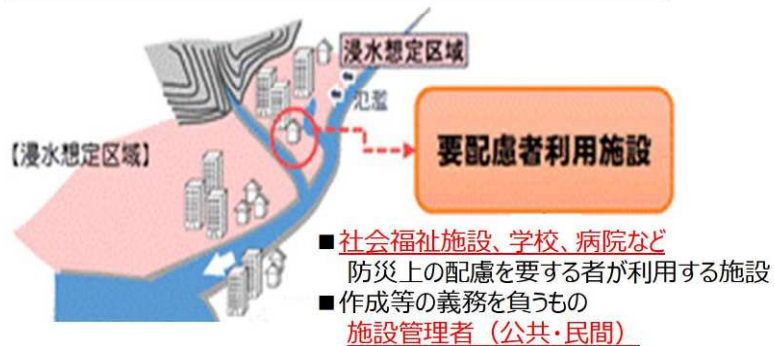 浸水想定区域
氾濫
【浸水想定区域】
要配慮者利用施設
■社会福祉施設、学校、病院など
防災上の配慮を要する者が利用する施設
■作成等の義務を負うもの
施設管理者（公共・民間）